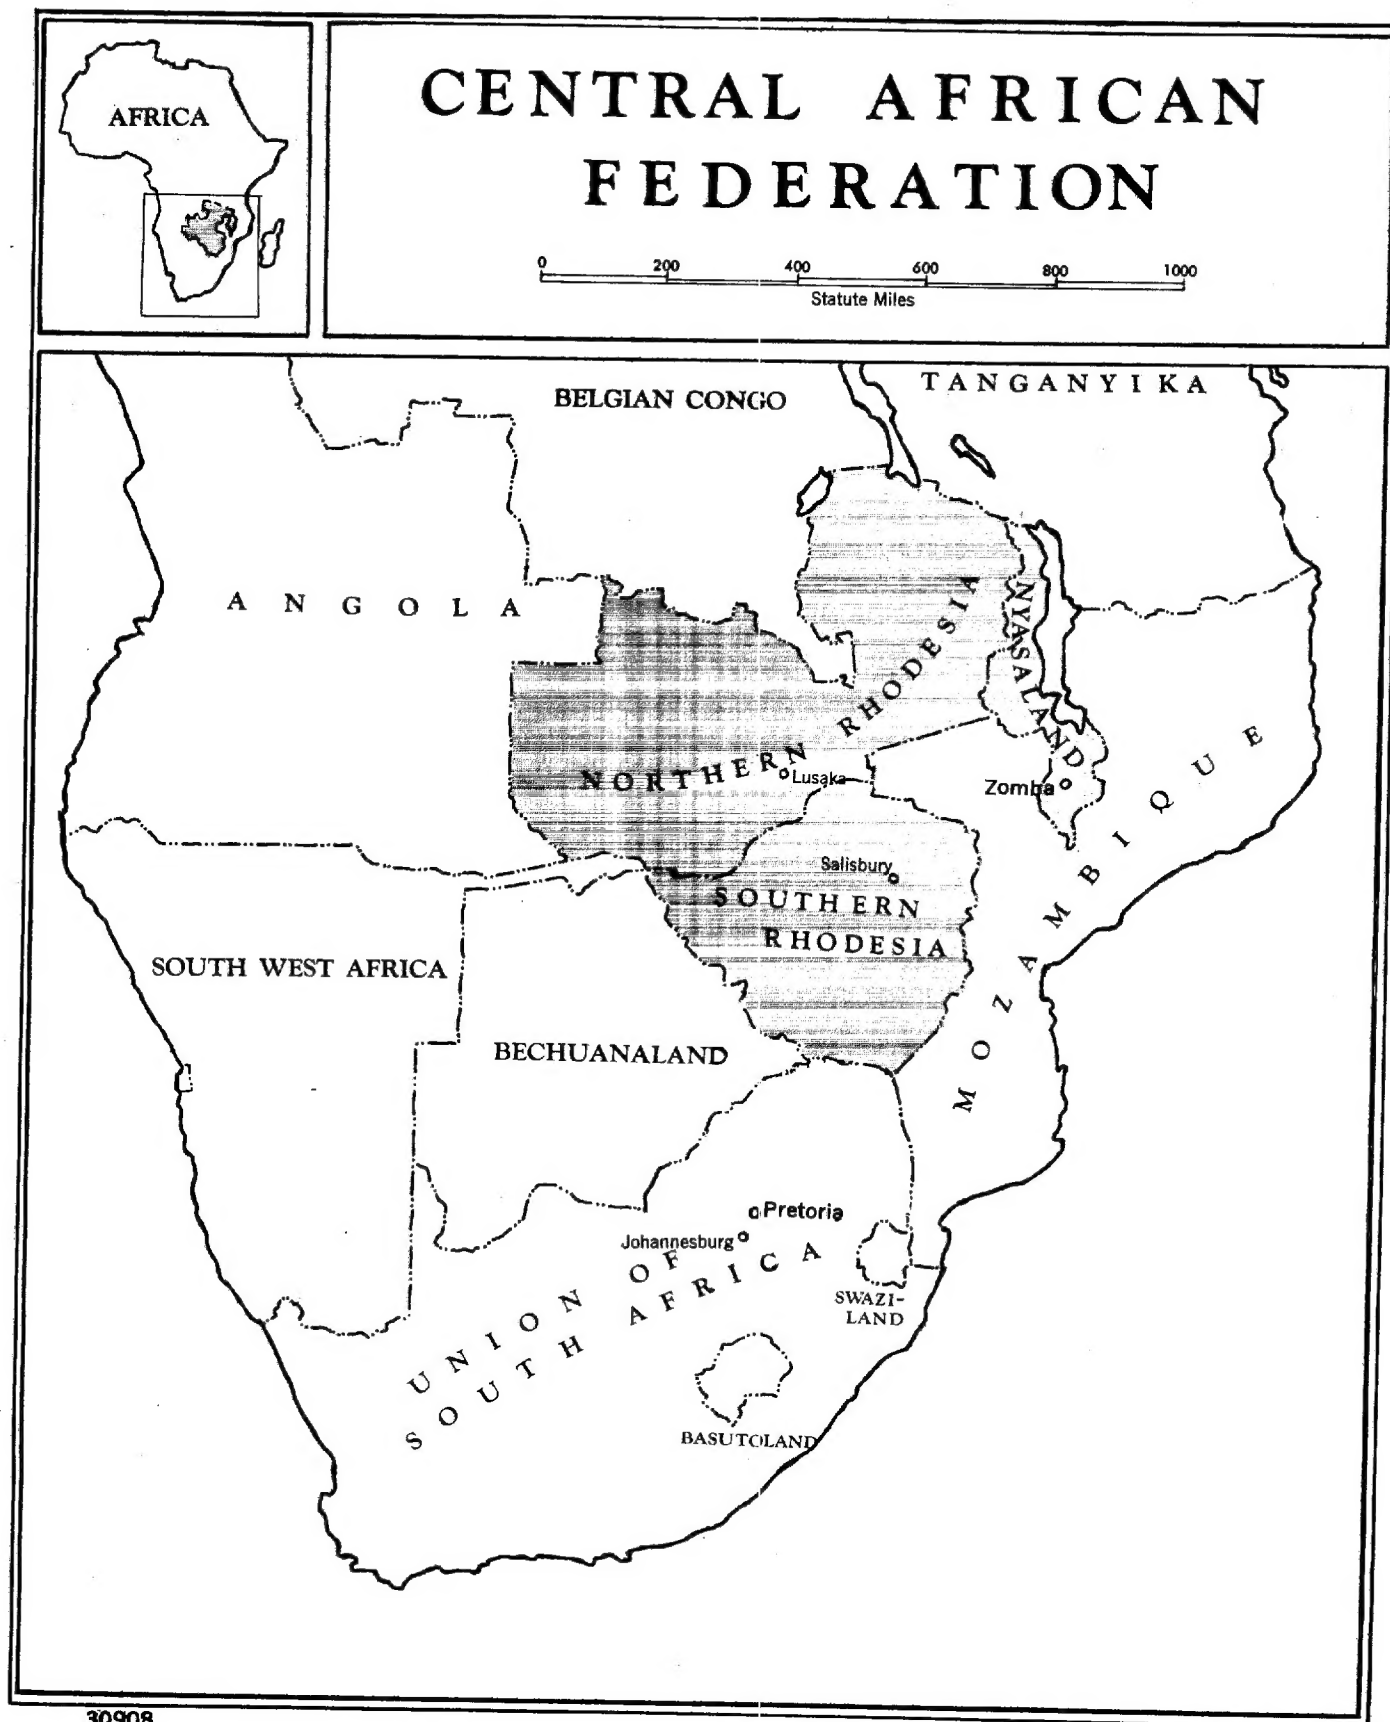 AFRICA
CENTRAL AFRICAN
FEDERATION
0 200 400 600 800 1000
Statute Miles
BELGIAN CONGO
TANGANYIKA
ANGOLA
NORTHERN RHODESIA
NYASALAND
Lusaka
Zomba
MOZAMBIQUE
Salisbury
SOUTHERN
RHODESIA
SOUTH WEST AFRICA
BECHUANALAND
Pretoria
Johannesburg
UNION OF
SOUTH AFRICA
SWAZI-
LAND
BASUTOLAND
30908